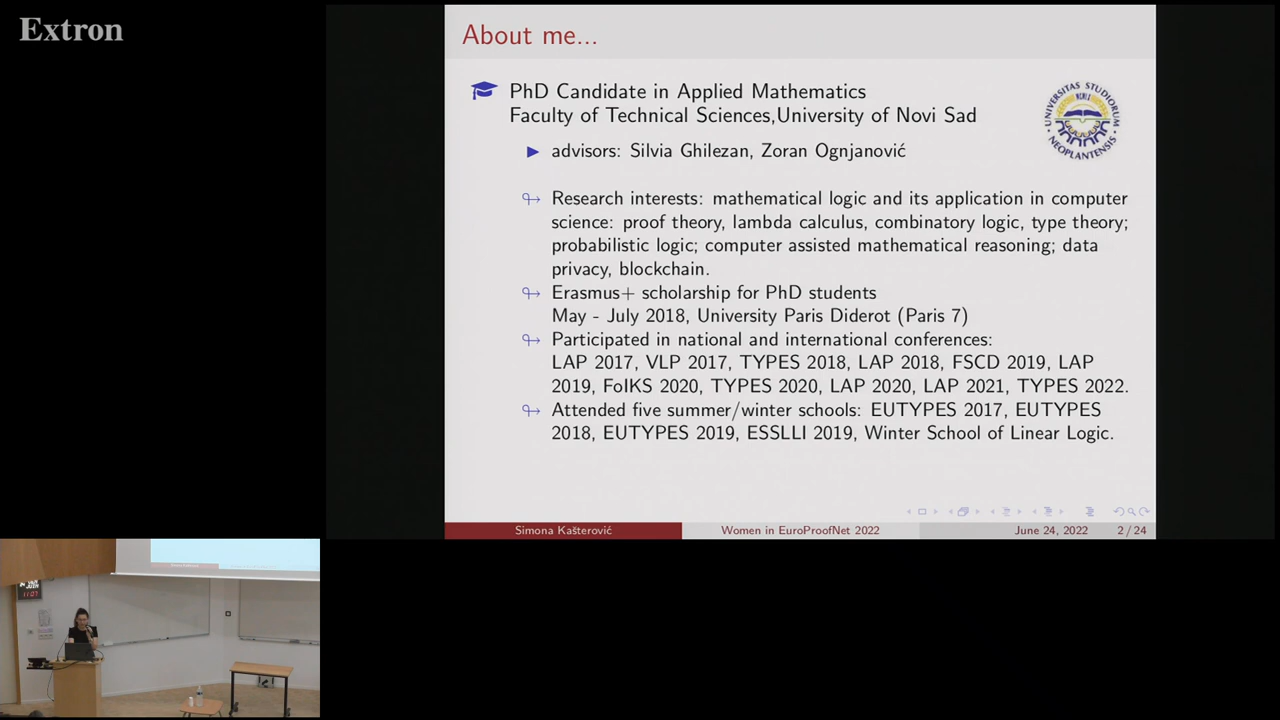 Extron
About me...
PhD Candidate in Applied Mathematics
Faculty of Technical Sciences,University of Novi Sad
UNIVERSITAS STUDIORUM
NEOPLANTENSIS
▶ advisors: Silvia Ghilezan, Zoran Ognjanović
Research interests: mathematical logic and its application in computer
science: proof theory, lambda calculus, combinatory logic, type theory;
probabilistic logic; computer assisted mathematical reasoning; data
privacy, blockchain.
Erasmus+ scholarship for PhD students
May - July 2018, University Paris Diderot (Paris 7)
Participated in national and international conferences:
LAP 2017, VLP 2017, TYPES 2018, LAP 2018, FSCD 2019, LAP
2019, FoIKS 2020, TYPES 2020, LAP 2020, LAP 2021, TYPES 2022.
Attended five summer/winter schools: EUTYPES 2017, EUTYPES
2018, EUTYPES 2019, ESSLLI 2019, Winter School of Linear Logic.
Simona Kašterović Women in EuroProofNet 2022 June 24, 2022 2 / 24
11:07